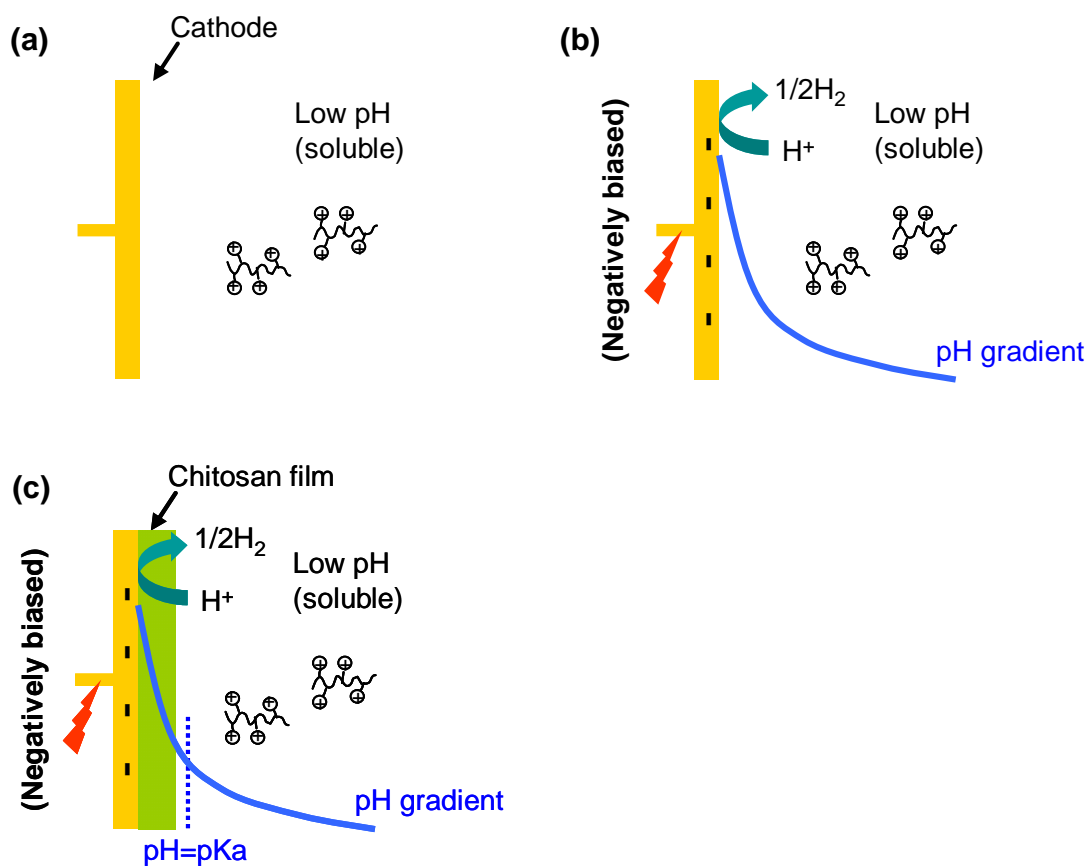 (a)
Cathode
Low pH
(soluble)
(b)
(Negatively biased)
1/2H₂
H⁺
Low pH
(soluble)
pH gradient
(c)
Chitosan film
(Negatively biased)
1/2H₂
H⁺
Low pH
(soluble)
pH gradient
pH=pKa